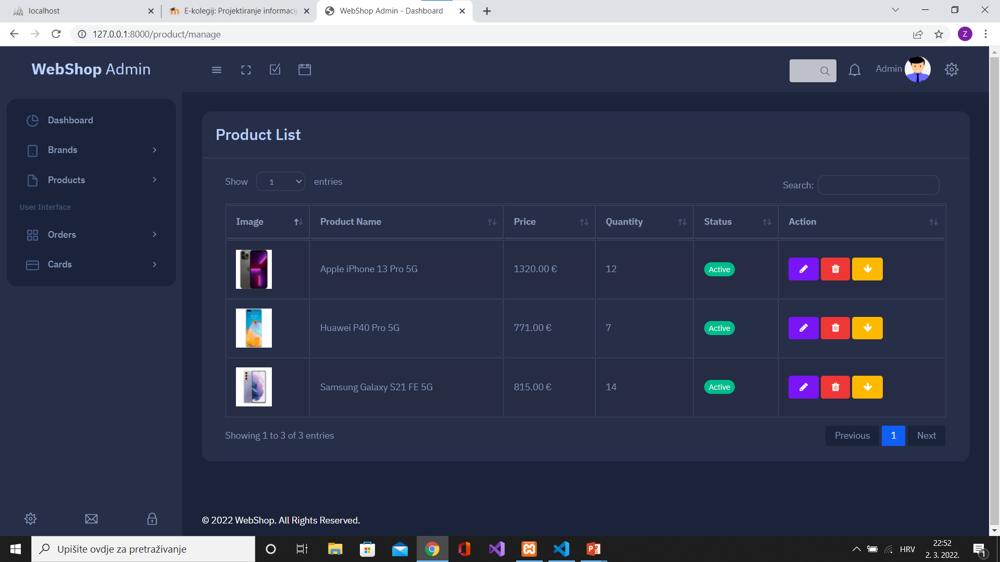 localhost
E-kolegij: Projektiranje informacij
WebShop Admin - Dashboard
127.0.0.1:8000/product/manage
Z
WebShop Admin
Admin
Dashboard
Brands
Products
User Interface
Orders
Cards
Product List
Show 1 entries
Search:
Image Product Name Price Quantity Status Action
Apple iPhone 13 Pro 5G 1320.00 € 12 Active
Huawei P40 Pro 5G 771.00 € 7 Active
Samsung Galaxy S21 FE 5G 815.00 € 14 Active
Showing 1 to 3 of 3 entries
Previous 1 Next
© 2022 WebShop. All Rights Reserved.
Upišite ovdje za pretraživanje
HRV
22:52
2. 3. 2022.
1